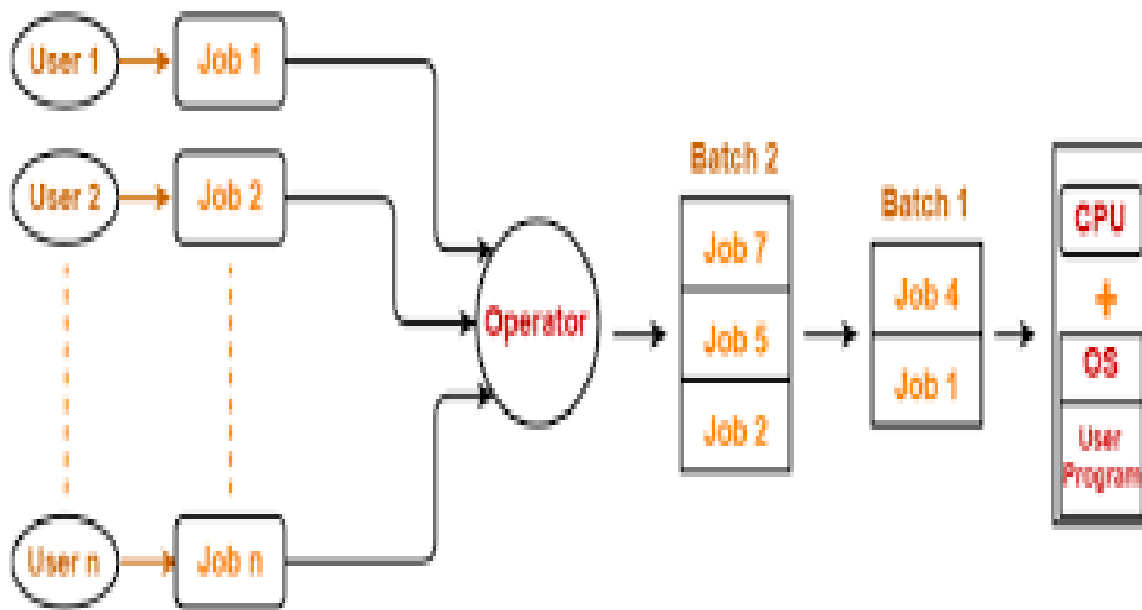 User 1
Job 1
User 2
Job 2
User n
Job n
Operator
Batch 2
Job 7
Job 5
Job 2
Batch 1
Job 4
Job 1
CPU
+
OS
User
Program